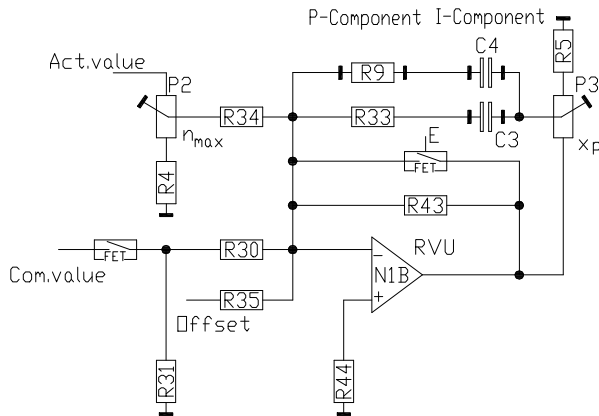 P-Component I-Component
Act.value
P2
R9
C4
R5
P3
R34
R33
C3
n max
xp
R4
E
FET
R43
RVU
FET
R30
Com.value
N1B
-
+
R35
Offset
R31
R44